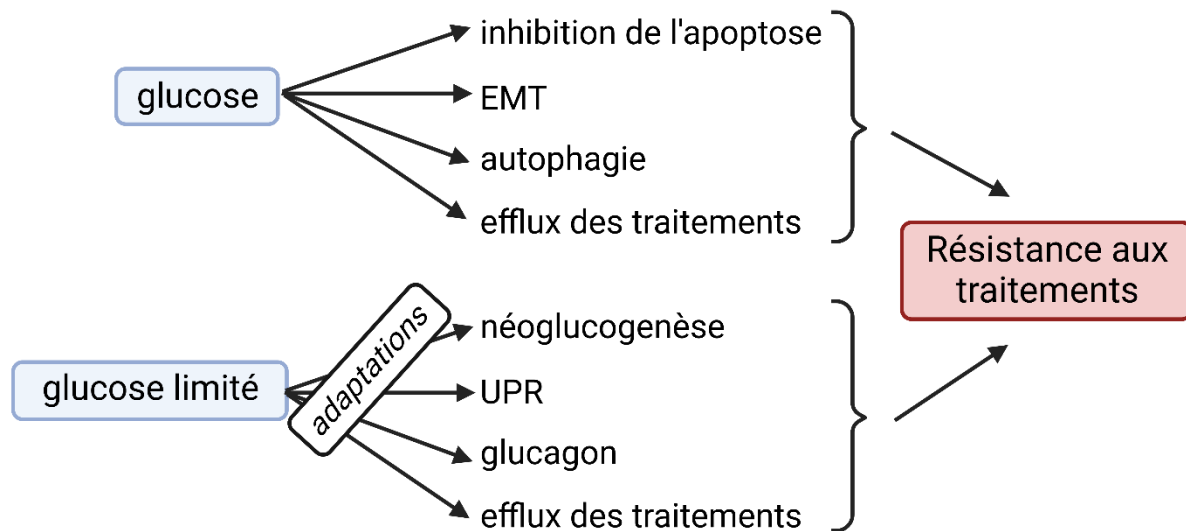 glucose
inhibition de l'apoptose
EMT
autophagie
efflux des traitements
glucose limité
adaptations
néoglucogenèse
UPR
glucagon
efflux des traitements
Résistance aux
traitements